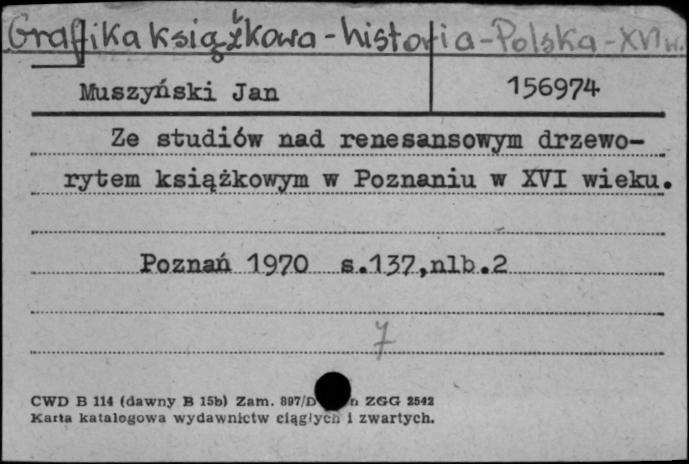 Grafika książkowa - historia - Polska - XVI w.
Muszyński Jan
156974
Ze studiów nad renesansowym drzewo-
rytem książkowym w Poznaniu w XVI wieku.
Poznań 1970 s.137,nlb.2
7
CWD B 114 (dawny B 15b) Zam. 897/D n ZGG 2542
Karta katalogowa wydawnictw ciągłych i zwartych.